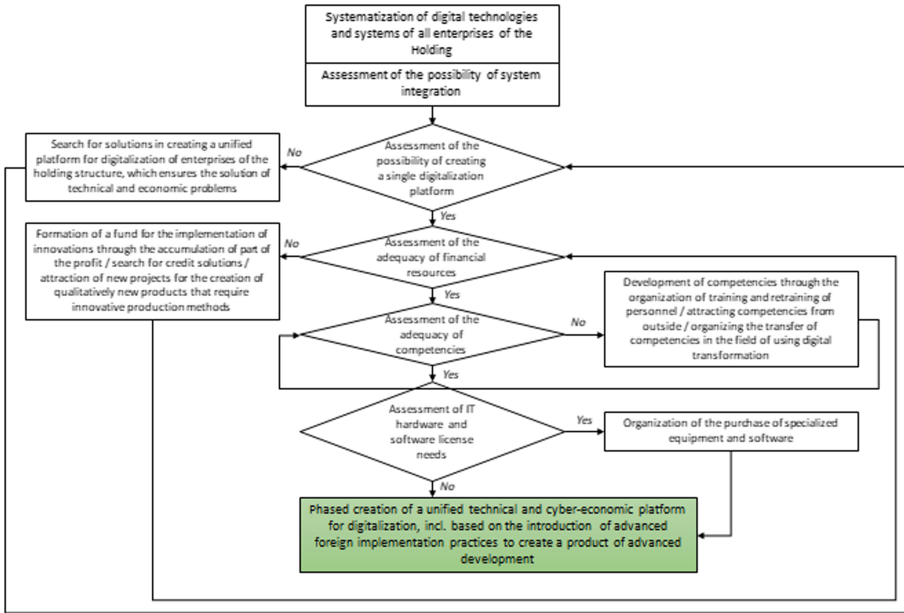 Systematization of digital technologies
and systems of all enterprises of the
Holding
Assessment of the possibility of system
integration
Search for solutions in creating a unified
platform for digitalization of enterprises of the
holding structure, which ensures the solution
of technical and economic problems
No
Assessment of the
possibility of creating
a single digitalization
platform
Yes
Formation of a fund for the implementation of
innovations through the accumulation of part of
the profit / search for credit solutions /
attraction of new projects for the creation of
qualitatively new products that require
innovative production methods
No
Assessment of the
adequacy of financial
resources
Yes
Assessment of the
adequacy of
competencies
No
Development of competencies through the
organization of training and retraining of
personnel / attracting competencies from
outside / organizing the transfer of
competencies in the field of using digital
transformation
Yes
Assessment of IT
hardware and
software license
needs
Yes
Organization of the purchase of specialized
equipment and software
No
Phased creation of a unified technical and cyber-economic platform
for digitalization, incl. based on the introduction of advanced
foreign implementation practices to create a product of advanced
development